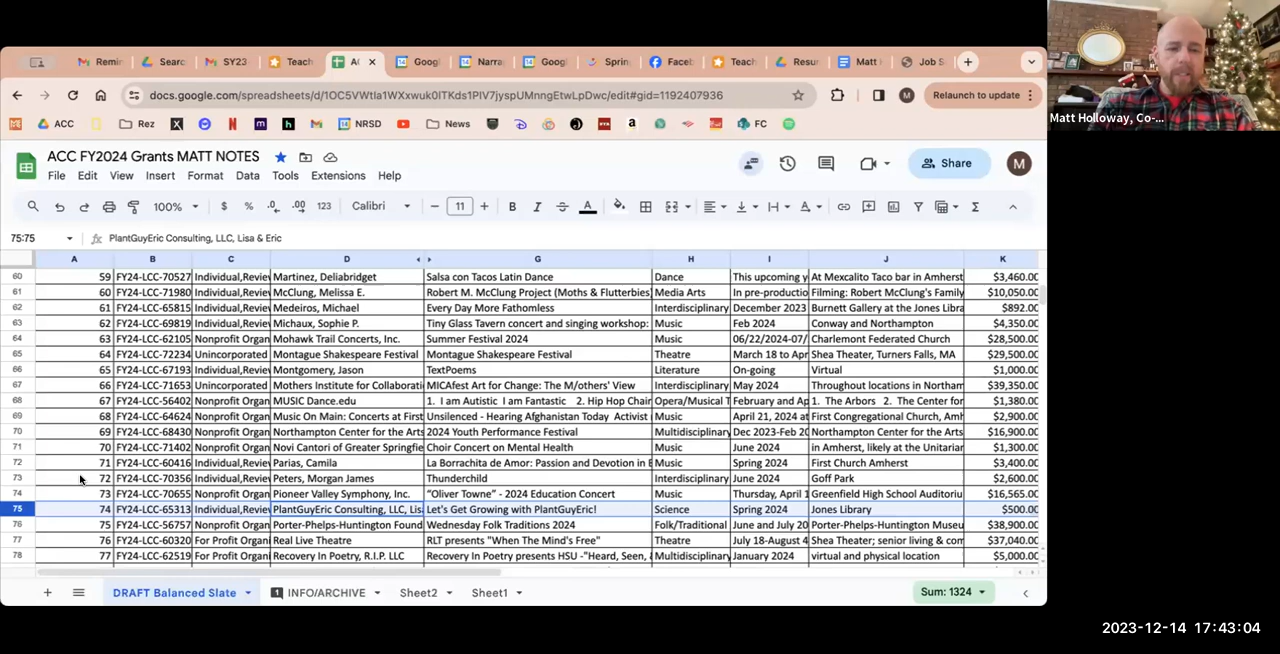 Remin
Searc
SY23
Teach
A
Googl
Narra
Googl
Spring
Faceb
Teach
Resur
Matt
Job S
docs.google.com/spreadsheets/d/1OC5VWtIa1WXxwuk0ITKds1PIV7jyspUMnngEtwLpDwc/edit#gid=1192407936
M
Relaunch to update
ACC
Rez
NRSD
News
FC
Matt Holloway, Co-...
ACC FY2024 Grants MATT NOTES
File Edit View Insert Format Data Tools Extensions Help
Share
M
100% $ % .0 .00 123 Calibri 11 B I A
75:75 fx PlantGuyEric Consulting, LLC, Lisa & Eric
A B C D G H I J K
60 59 FY24-LCC-70527 Individual,Review Martinez, Deliabridget Salsa con Tacos Latin Dance Dance This upcoming y At Mexcalito Taco bar in Amherst $3,460.00
61 60 FY24-LCC-71980 Individual,Review McClung, Melissa E. Robert M. McClung Project (Moths & Flutterbies) Media Arts In pre-productio Filming: Robert McClung's Family $10,050.00
62 61 FY24-LCC-65815 Individual,Review Medeiros, Michael Every Day More Fathomless Interdisciplinary December 2023 Burnett Gallery at the Jones Libra $892.00
63 62 FY24-LCC-69819 Individual,Review Michaux, Sophie P. Tiny Glass Tavern concert and singing workshop: Music Feb 2024 Conway and Northampton $4,350.00
64 63 FY24-LCC-62105 Nonprofit Organ Mohawk Trail Concerts, Inc. Summer Festival 2024 Music 06/22/2024-07/ Charlemont Federated Church $28,500.00
65 64 FY24-LCC-72234 Unincorporated Montague Shakespeare Festival Montague Shakespeare Festival Theatre March 18 to Apr Shea Theater, Turners Falls, MA $29,500.00
66 65 FY24-LCC-67193 Individual,Review Montgomery, Jason TextPoems Literature On-going Virtual $1,000.00
67 66 FY24-LCC-71653 Unincorporated Mothers Institute for Collaborati MICAfest Art for Change: The M/others' View Interdisciplinary May 2024 Throughout locations in Northam $39,350.00
68 67 FY24-LCC-56402 Nonprofit Organ MUSIC Dance.edu 1. I am Autistic I am Fantastic 2. Hip Hop Chair Opera/Musical T February and Ap 1. The Arbors 2. The Center for $1,380.00
69 68 FY24-LCC-64624 Nonprofit Organ Music On Main: Concerts at First Unsilenced - Hearing Afghanistan Today Activist Music April 21, 2024 at First Congregational Church, Amh $2,900.00
70 69 FY24-LCC-68430 Nonprofit Organ Northampton Center for the Arts 2024 Youth Performance Festival Multidisciplinary Dec 2023-Feb 20 Northampton Center for the Arts $16,900.00
71 70 FY24-LCC-71402 Nonprofit Organ Novi Cantori of Greater Springfie Choir Concert on Mental Health Music June 2024 in Amherst, likely at the Unitarian $1,300.00
72 71 FY24-LCC-60416 Individual,Review Parias, Camila La Borrachita de Amor: Passion and Devotion in E Music Spring 2024 First Church Amherst $3,400.00
73 72 FY24-LCC-70356 Individual,Review Peters, Morgan James Thunderchild Interdisciplinary June 2024 Goff Park $2,600.00
74 73 FY24-LCC-70655 Nonprofit Organ Pioneer Valley Symphony, Inc. "Oliver Towne" - 2024 Education Concert Music Thursday, April 1 Greenfield High School Auditoriu $16,565.00
75 74 FY24-LCC-65313 Individual,Review PlantGuyEric Consulting, LLC, Lisa Let's Get Growing with PlantGuyEric! Science Spring 2024 Jones Library $500.00
76 75 FY24-LCC-56757 Nonprofit Organ Porter-Phelps-Huntington Found Wednesday Folk Traditions 2024 Folk/Traditional June and July 20 Porter-Phelps-Huntington Museu $38,900.00
77 76 FY24-LCC-60320 For Profit Organ Real Live Theatre RLT presents "When The Mind's Free" Theatre July 18-August 4 Shea Theater; senior living & com $37,040.00
78 77 FY24-LCC-62519 For Profit Organ Recovery In Poetry, R.I.P. LLC Recovery In Poetry presents HSU -"Heard, Seen, Multidisciplinary January 2024 virtual and physical location $5,000.00
DRAFT Balanced Slate 1 INFO/ARCHIVE Sheet2 Sheet1 Sum: 1324
2023-12-14 17:43:04